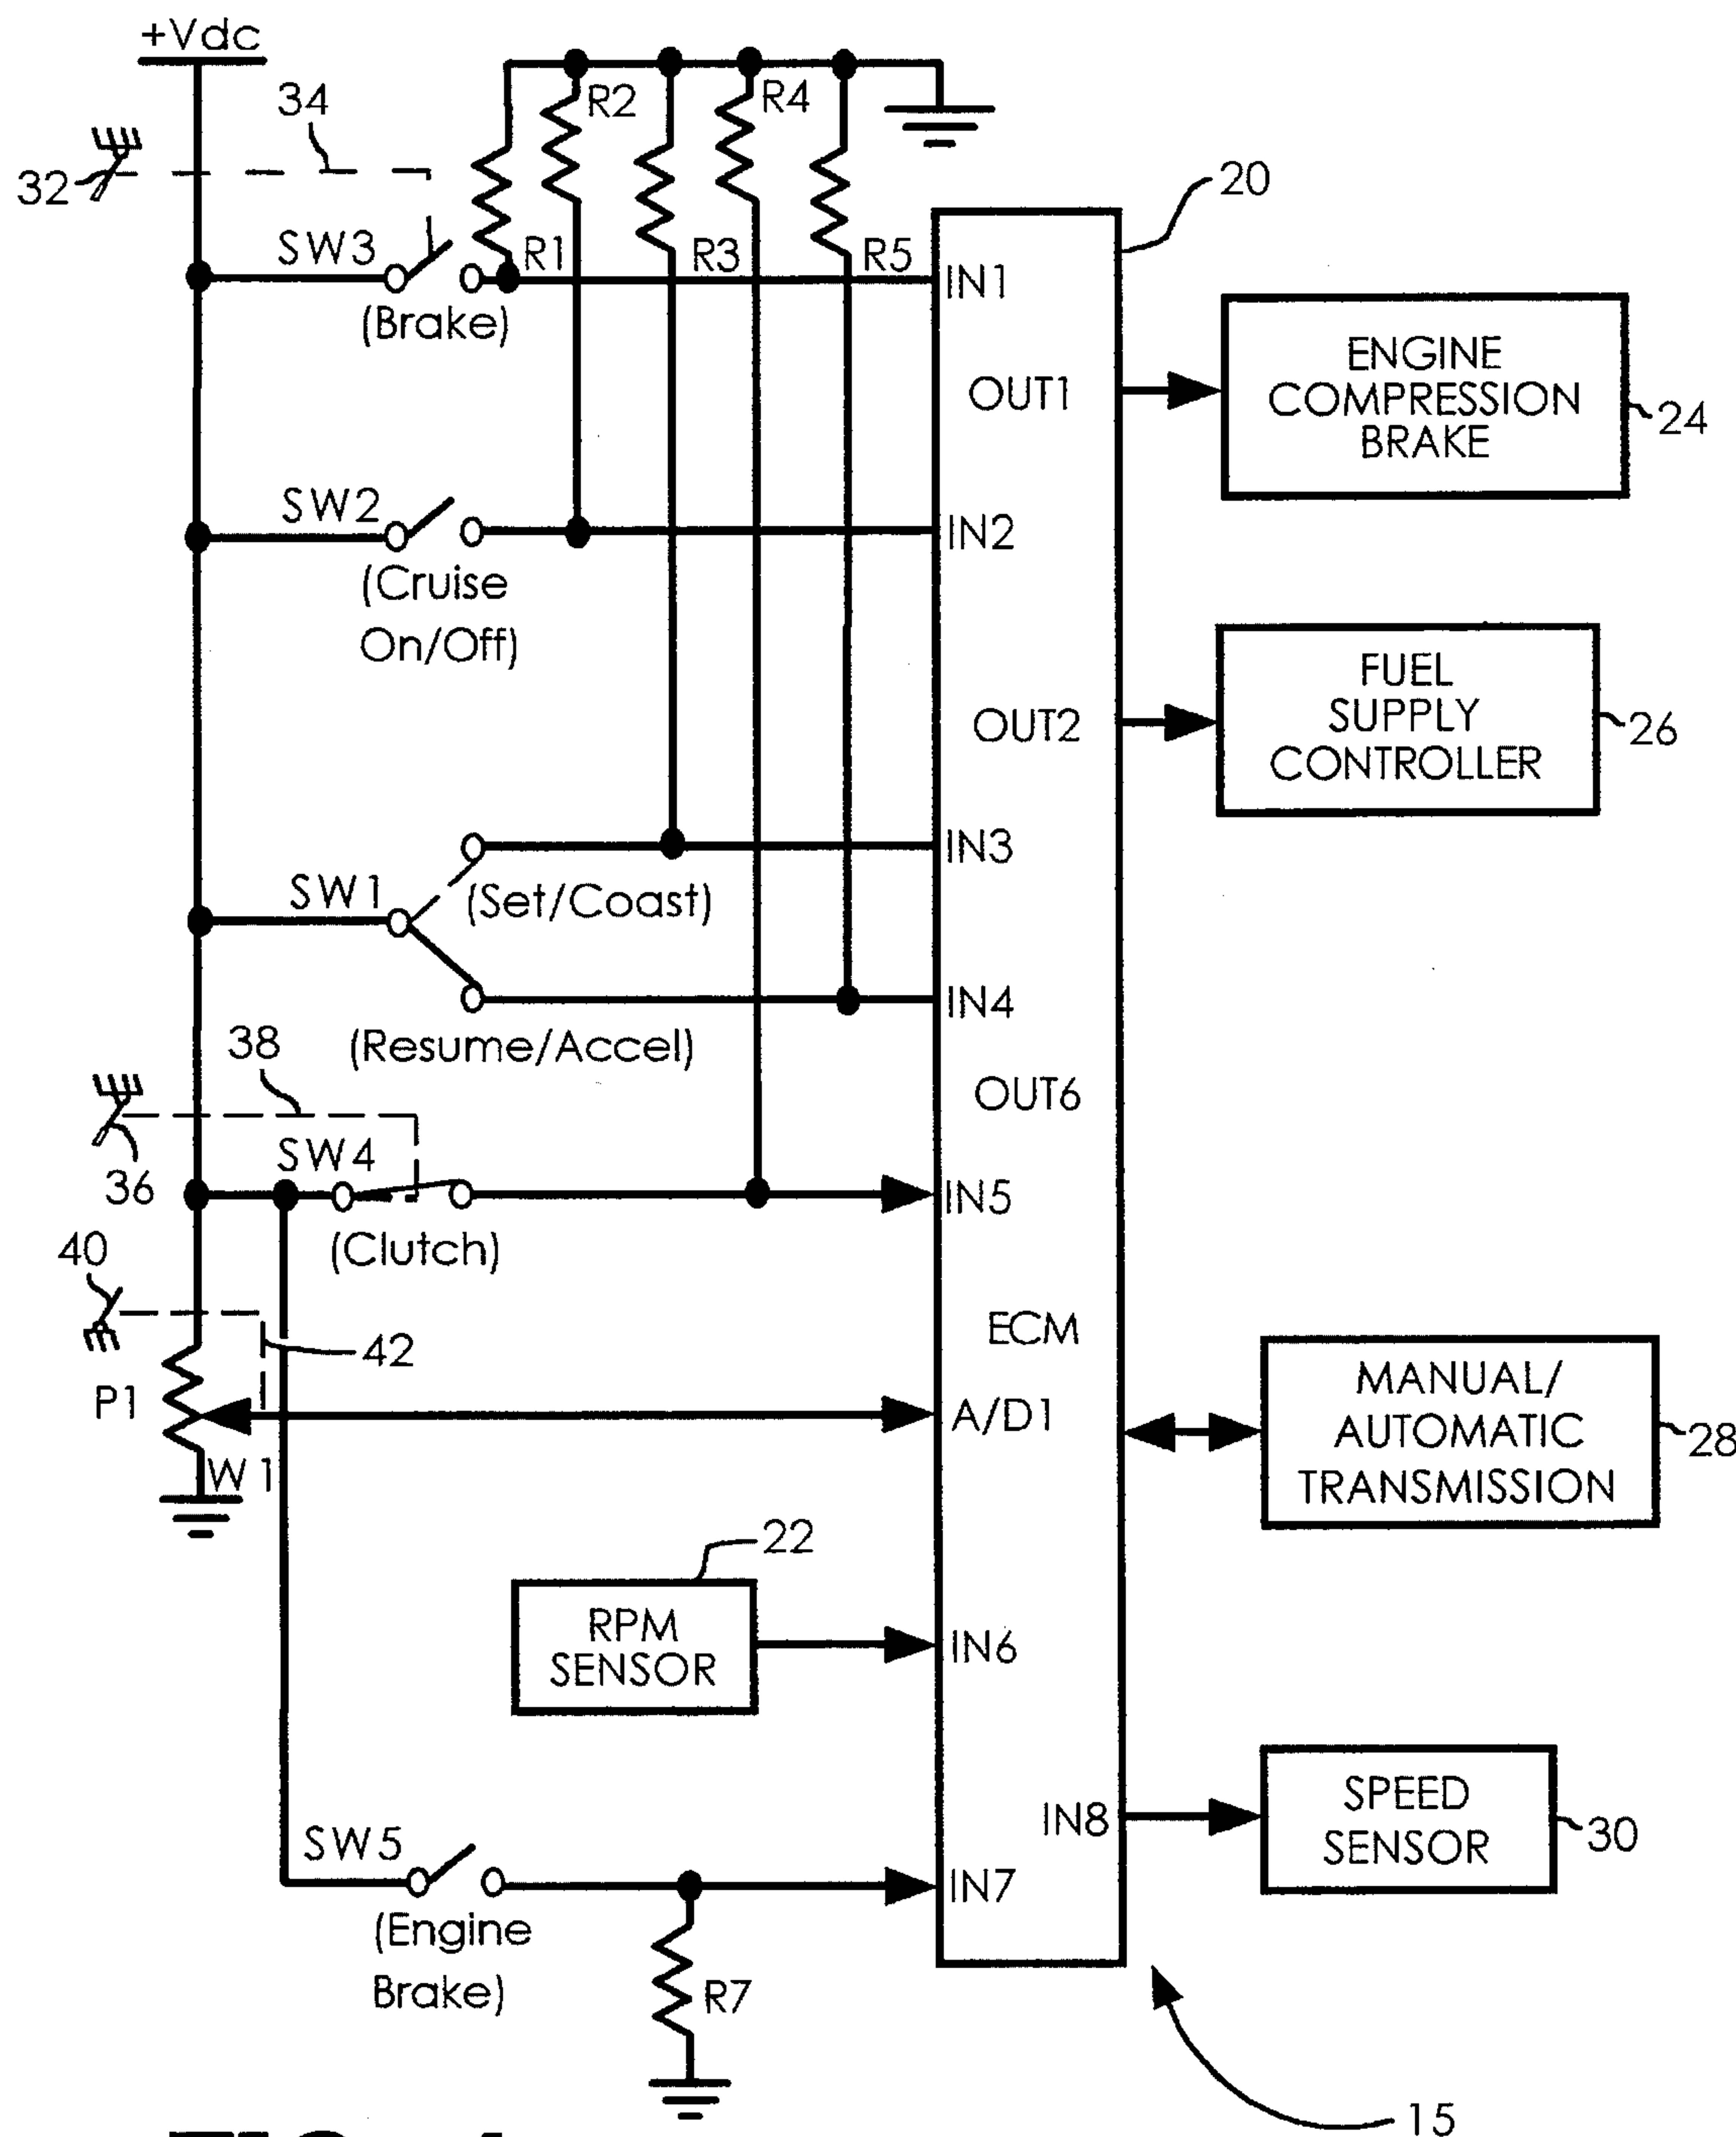 +Vdc
34
32
R2
R4
SW3
R1
R3
R5
20
IN1
(Brake)
OUT1
ENGINE
COMPRESSION
BRAKE
24
SW2
IN2
(Cruise
On/Off)
OUT2
FUEL
SUPPLY
CONTROLLER
26
IN3
SW1
(Set/Coast)
IN4
(Resume/Accel)
38
OUT6
36
SW4
IN5
(Clutch)
40
42
ECM
P1
A/D1
W1
MANUAL/
AUTOMATIC
TRANSMISSION
28
22
RPM
SENSOR
IN6
IN8
SPEED
SENSOR
30
SW5
IN7
(Engine
Brake)
R7
15